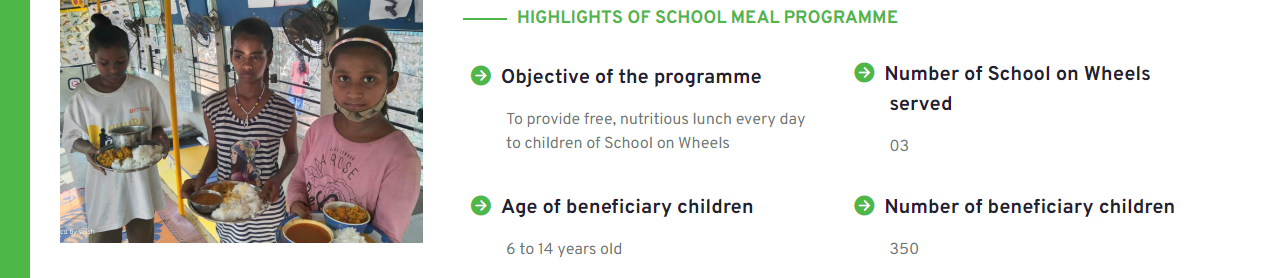 HIGHLIGHTS OF SCHOOL MEAL PROGRAMME
Objective of the programme
To provide free, nutritious lunch every day
to children of School on Wheels
Number of School on Wheels
served
03
Age of beneficiary children
6 to 14 years old
Number of beneficiary children
350